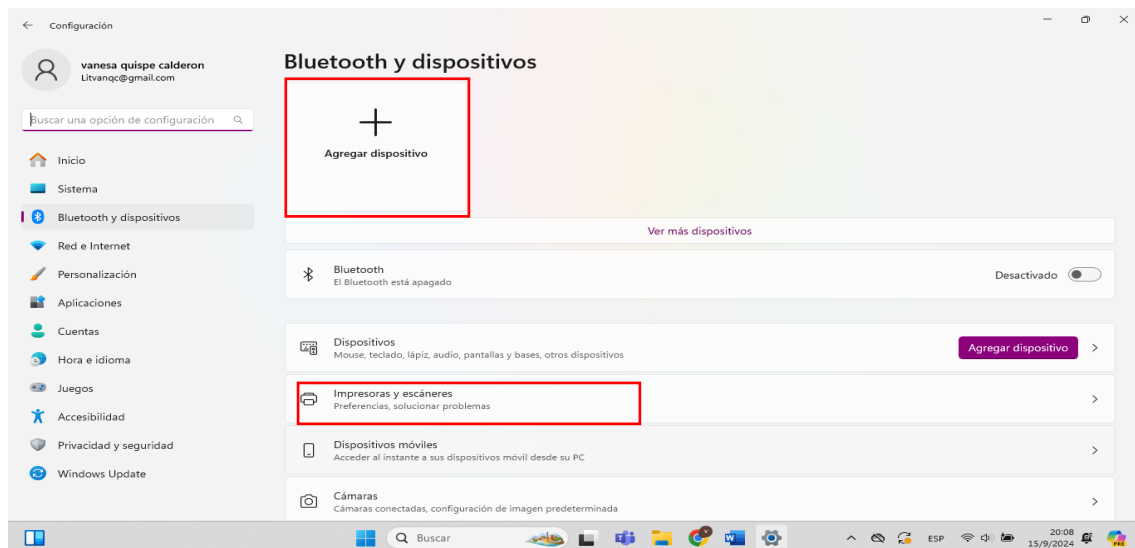 Configuración
vanesa quispe calderon
Litvanqc@gmail.com
Buscar una opción de configuración
Inicio
Sistema
Bluetooth y dispositivos
Red e Internet
Personalización
Aplicaciones
Cuentas
Hora e idioma
Juegos
Accesibilidad
Privacidad y seguridad
Windows Update
Bluetooth y dispositivos
Agregar dispositivo
Ver más dispositivos
Bluetooth
El Bluetooth está apagado
Desactivado
Dispositivos
Mouse, teclado, lápiz, audio, pantallas y bases, otros dispositivos
Agregar dispositivo
Impresoras y escáneres
Preferencias, solucionar problemas
Dispositivos móviles
Acceder al instante a sus dispositivos móvil desde su PC
Cámaras
Cámaras conectadas, configuración de imagen predeterminada
Buscar
ESP
20:08
15/9/2024
PRE